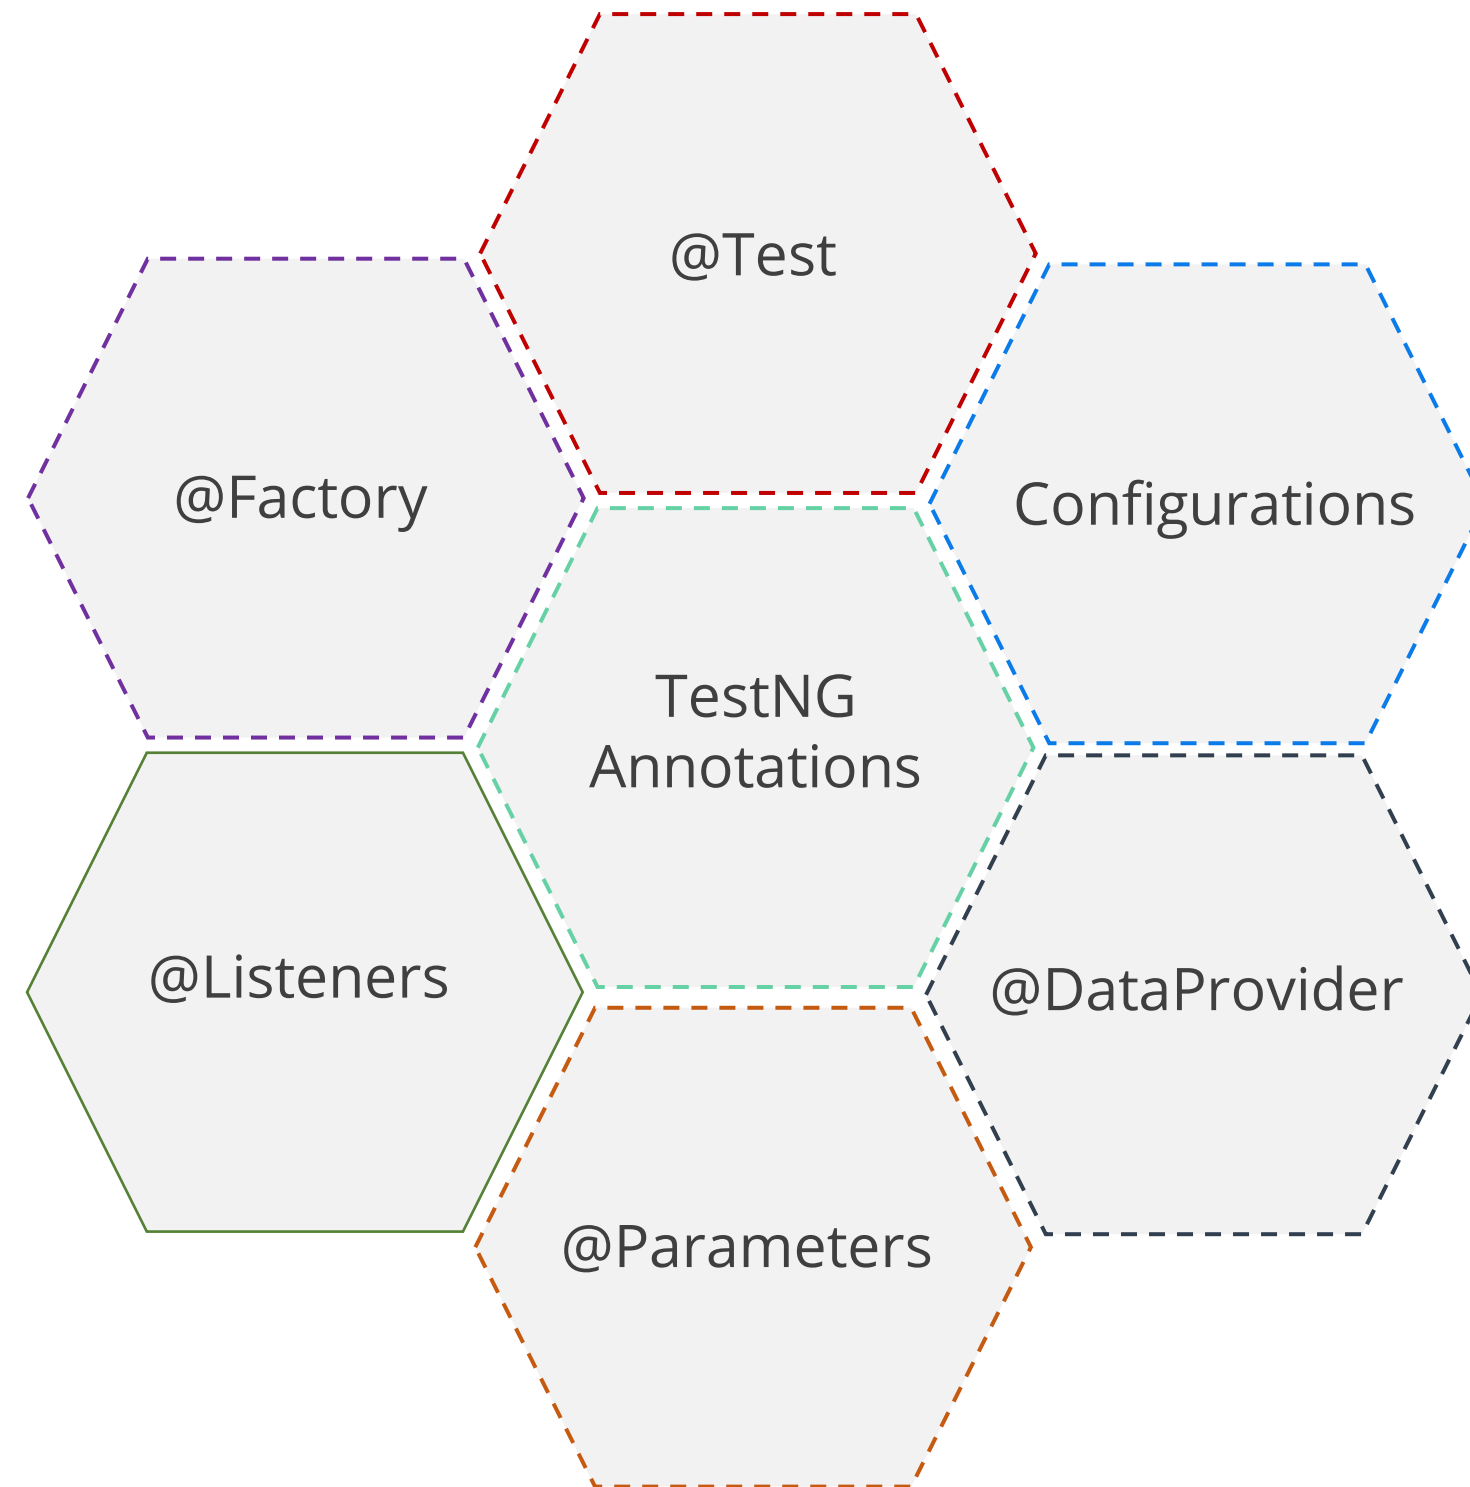 @Test
@Factory
Configurations
TestNG
Annotations
@Listeners
@DataProvider
@Parameters